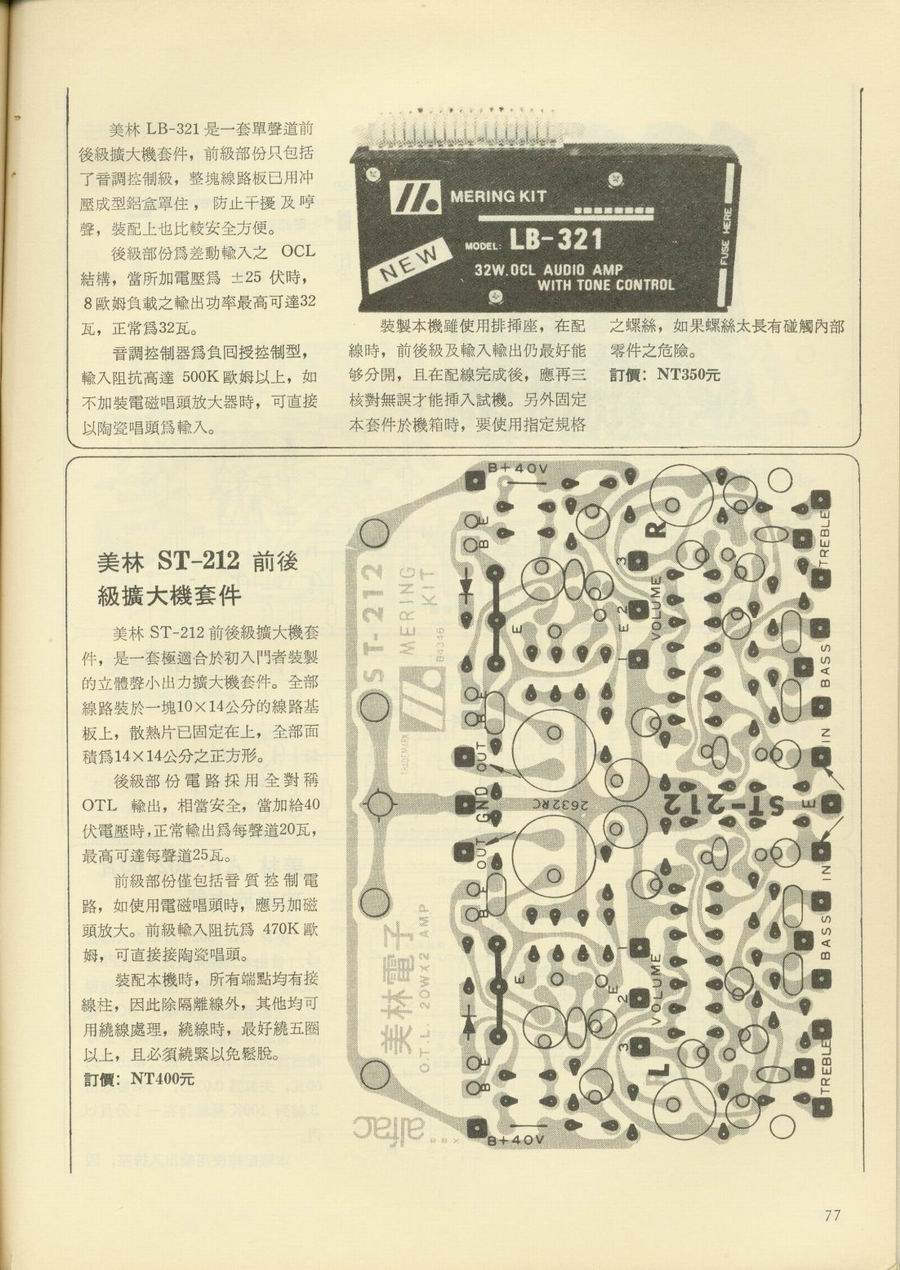 美林 LB-321 是一套單聲道前
後級擴大機套件，前級部份只包括
了音調控制級，整塊線路板已用冲
壓成型鋁盒罩住，防止干擾及哼
聲，裝配上也比較安全方便。
後級部份爲差動輸入之 OCL
結構，當所加電壓爲 ±25 伏時，
8歐姆負載之輸出功率最高可達32
瓦，正常爲32瓦。
音調控制器爲負回授控制型，
輸入阻抗高達 500K 歐姆以上，如
不加裝電磁唱頭放大器時，可直接
以陶瓷唱頭爲輸入。
MERING KIT
NEW
MODEL: LB-321
32W. OCL AUDIO AMP
WITH TONE CONTROL
FUSE HERE
裝製本機雖使用排揷座，在配
線時，前後級及輸入輸出仍最好能
够分開，且在配線完成後，應再三
核對無誤才能揷入試機。另外固定
本套件於機箱時，要使用指定規格
之螺絲，如果螺絲太長有碰觸內部
零件之危險。
訂價：NT350元
美林 ST-212 前後
級擴大機套件
美林 ST-212 前後級擴大機套
件，是一套極適合於初入門者裝製
的立體聲小出力擴大機套件。全部
線路裝於一塊10×14公分的線路基
板上，散熱片已固定在上，全部面
積爲14×14公分之正方形。
後級部份電路採用全對稱
OTL 輸出，相當安全，當加給40
伏電壓時，正常輸出爲每聲道20瓦，
最高可達每聲道25瓦。
前級部份僅包括音質控制電
路，如使用電磁唱頭時，應另加磁
頭放大。前級輸入阻抗爲 470K 歐
姆，可直接接陶瓷唱頭。
裝配本機時，所有端點均有接
線柱，因此除隔離線外，其他均可
用繞線處理，繞線時，最好繞五圈
以上，且必須繞緊以免鬆脫。
訂價：NT400元
B+40V
B E
ST-212
MERING
KIT
B4346
TRADEMARK
E
R
3
VOLUME
E 2
1
TREBLE
BASS
IN
B E
OUT
GND
OUT
2632RC
ST-212
E
IN
BASS
B E
美林電子
O.T.L. 20W×2 AMP
E
1
E 2
VOLUME
3
L
TREBLE
B E
alfac
B+40V
77